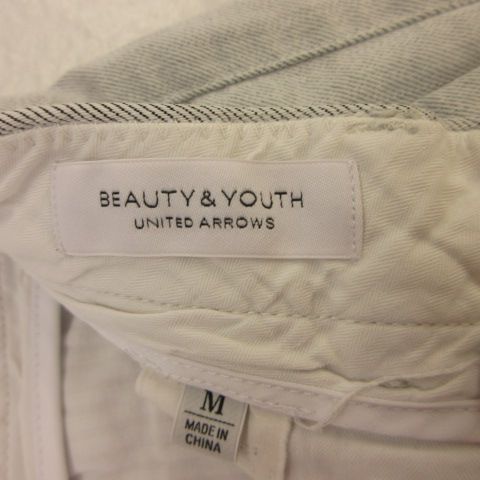 BEAUTY & YOUTH
UNITED ARROWS
M
MADE IN
CHINA